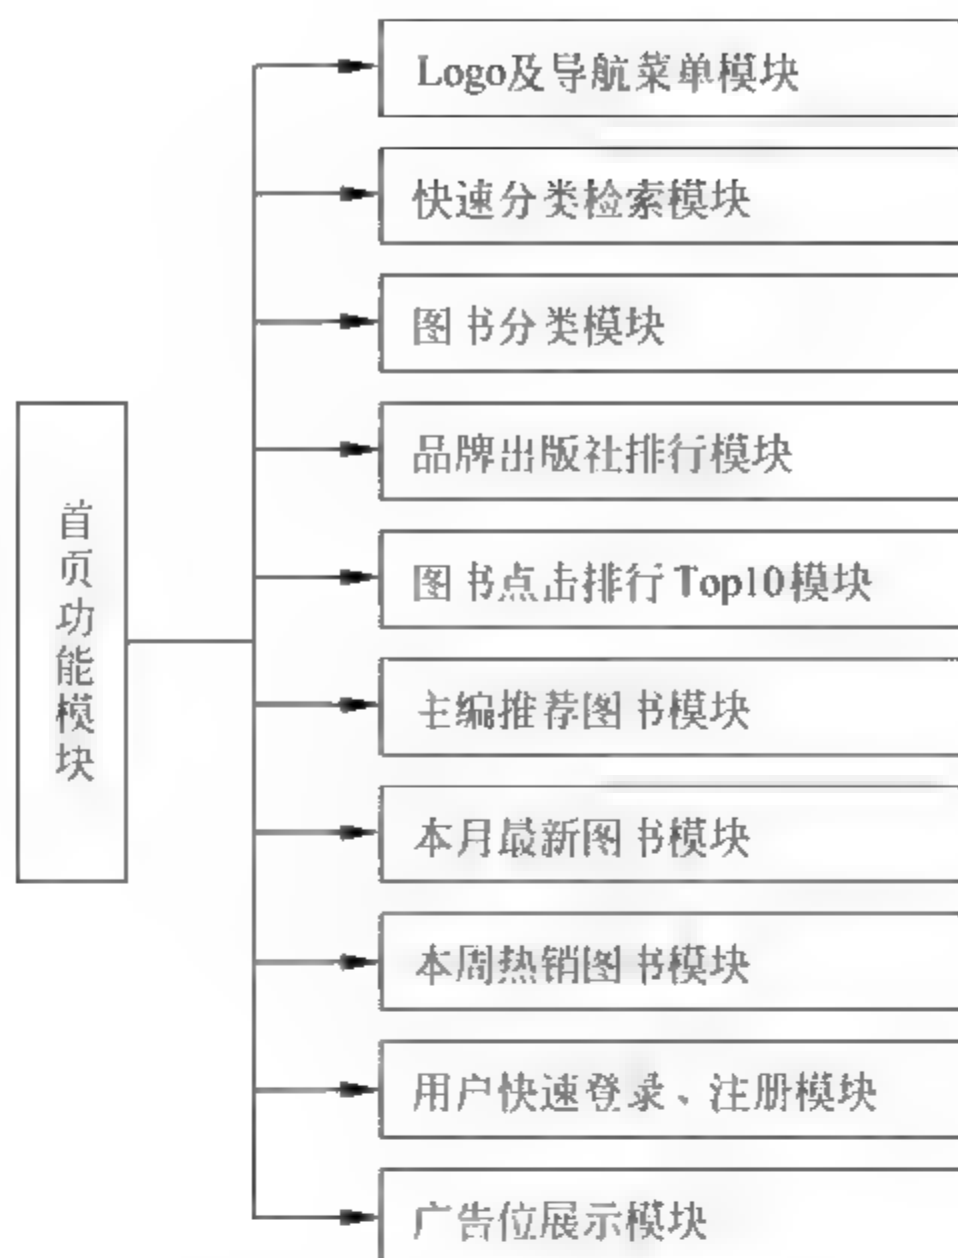 Logo及导航菜单模块
快速分类检索模块
图书分类模块
品牌出版社排行模块
图书点击排行Top10模块
首页功能模块
主编推荐图书模块
本月最新图书模块
本周热销图书模块
用户快速登录、注册模块
广告位展示模块